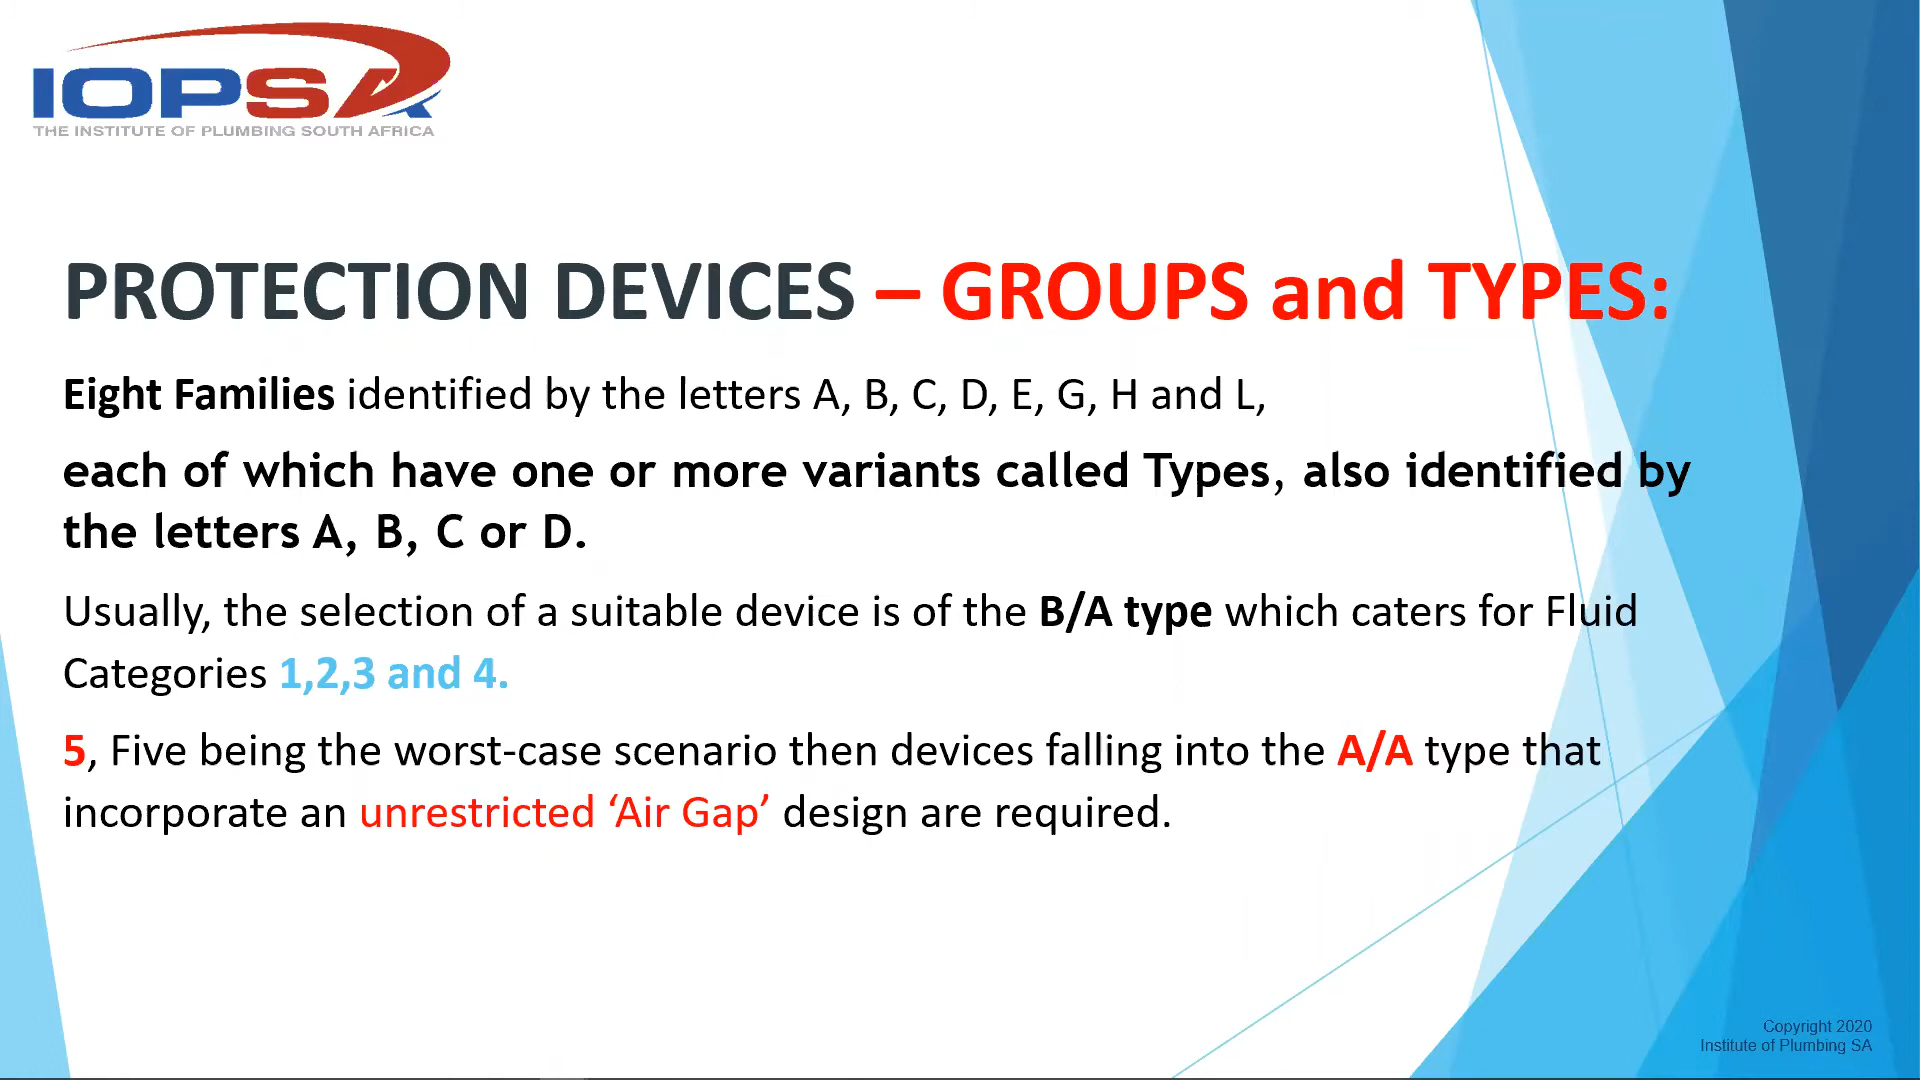 IOPSA
THE INSTITUTE OF PLUMBING SOUTH AFRICA
PROTECTION DEVICES – GROUPS and TYPES:
Eight Families identified by the letters A, B, C, D, E, G, H and L,
each of which have one or more variants called Types, also identified by
the letters A, B, C or D.
Usually, the selection of a suitable device is of the B/A type which caters for Fluid
Categories 1,2,3 and 4.
5, Five being the worst-case scenario then devices falling into the A/A type that
incorporate an unrestricted ‘Air Gap’ design are required.
Copyright 2020
Institute of Plumbing SA